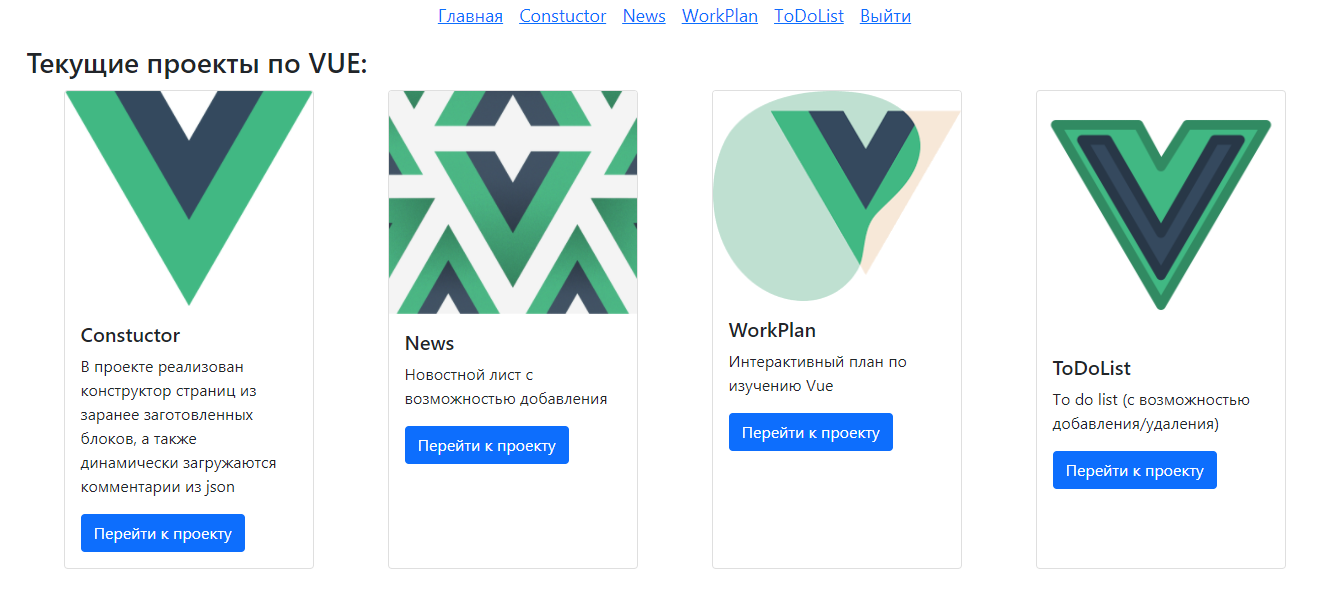 Главная Constuctor News WorkPlan ToDoList Выйти
Текущие проекты по VUE:
Constuctor
В проекте реализован
конструктор страниц из
заранее заготовленных
блоков, а также
динамически загружаются
комментарии из json
Перейти к проекту
News
Новостной лист с
возможностью добавления
Перейти к проекту
WorkPlan
Интерактивный план по
изучению Vue
Перейти к проекту
ToDoList
To do list (с возможностью
добавления/удаления)
Перейти к проекту